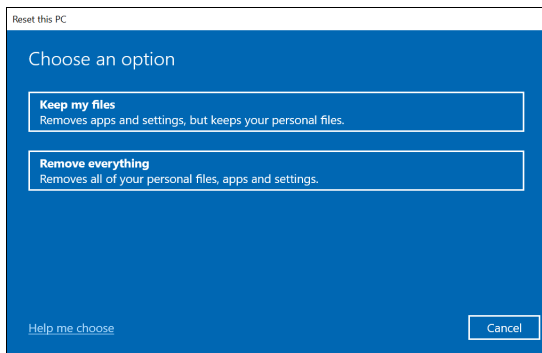 Reset this PC
Choose an option
Keep my files
Removes apps and settings, but keeps your personal files.
Remove everything
Removes all of your personal files, apps and settings.
Help me choose
Cancel